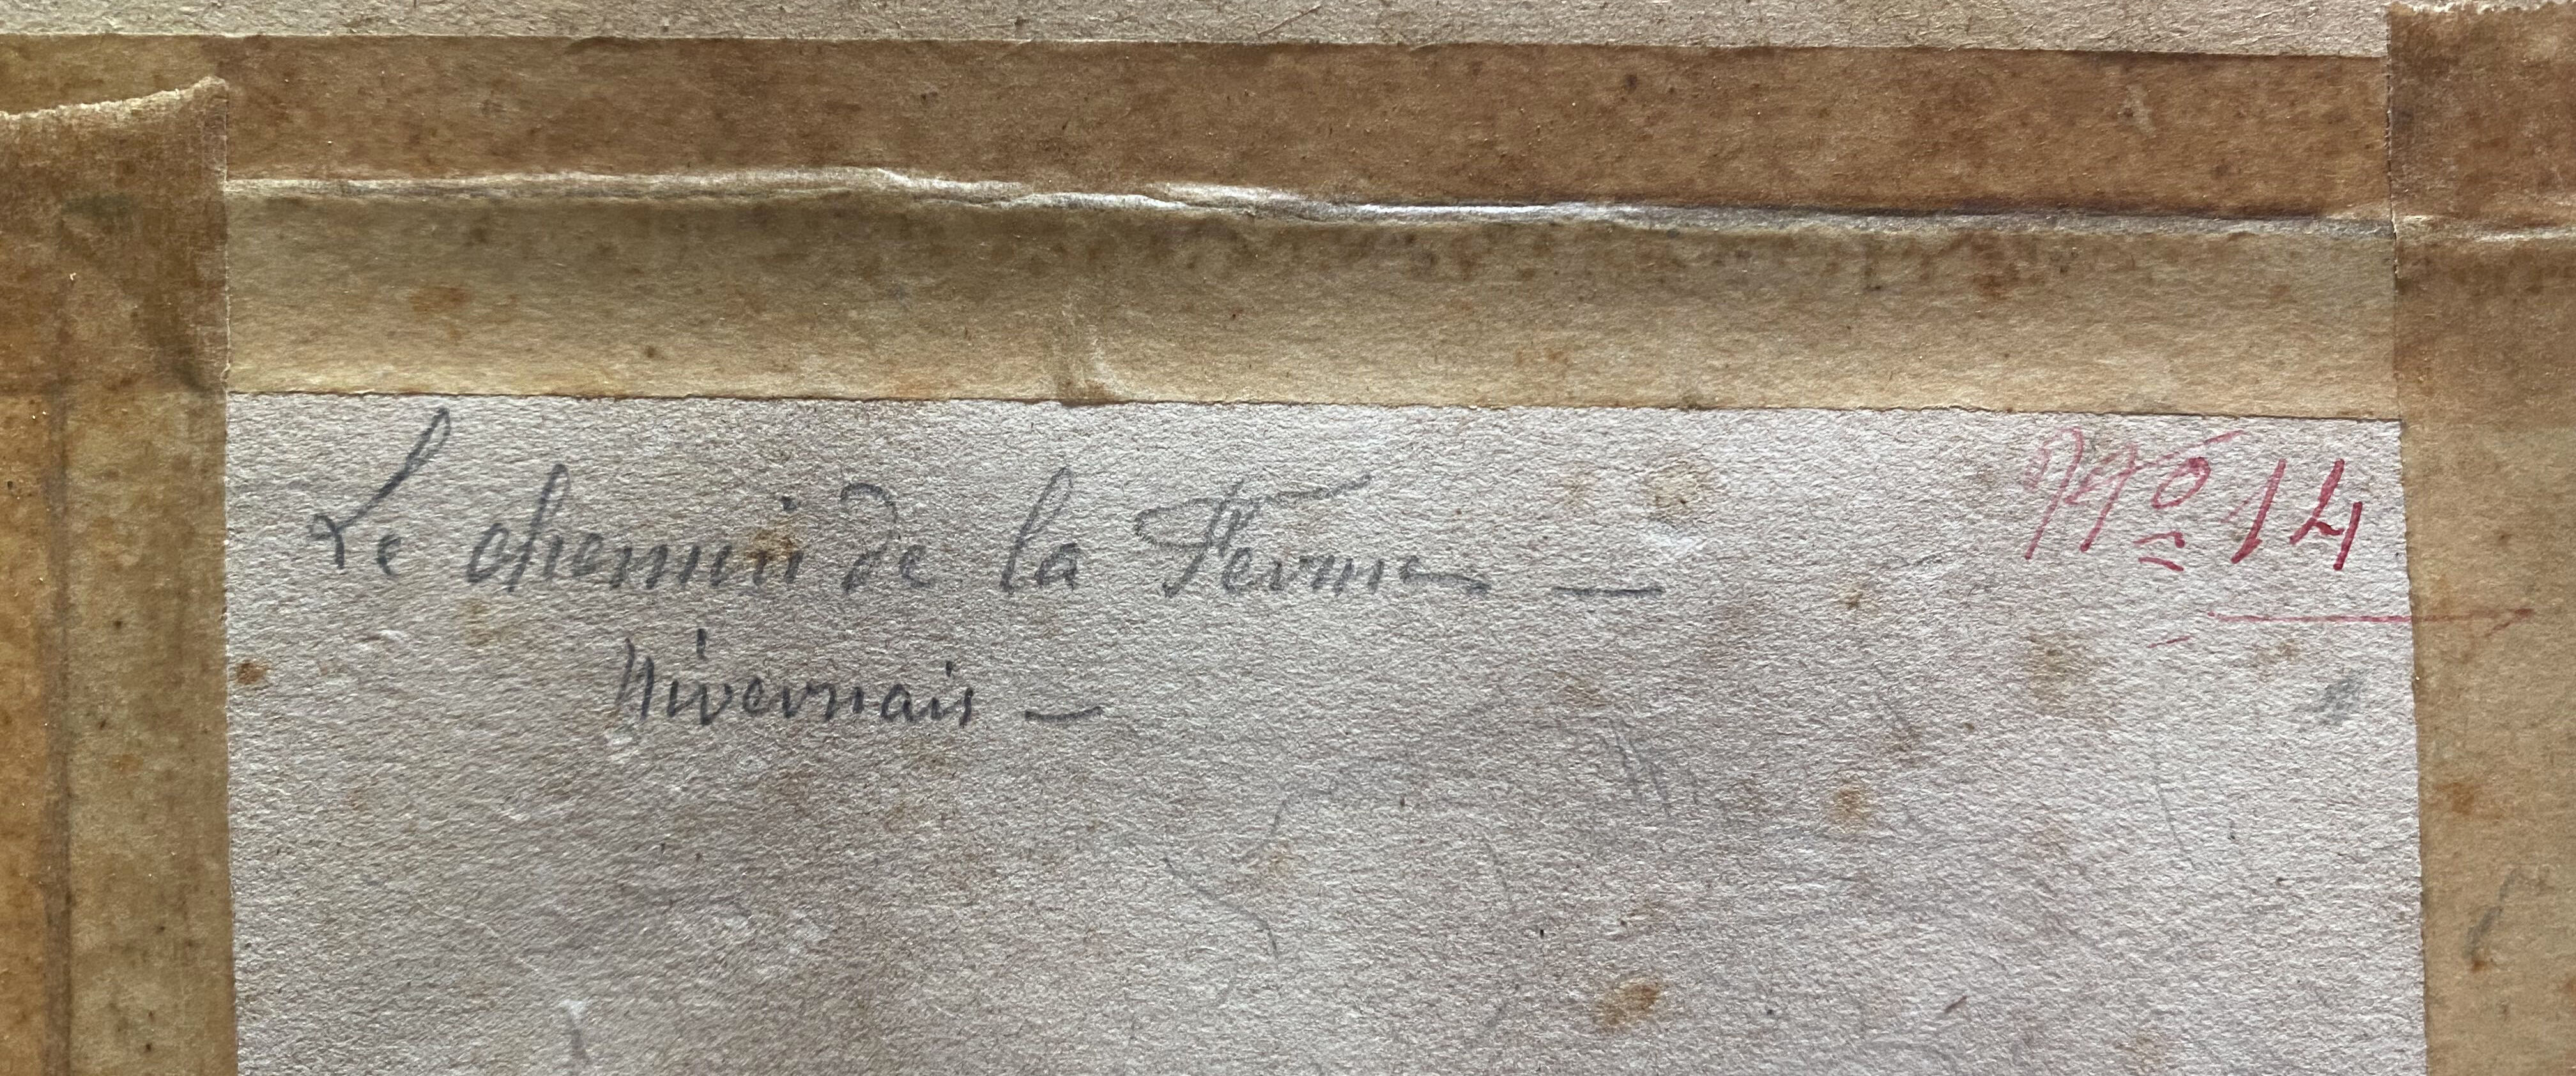 Le chemin de la Ferme —
Nivernais —
N° 14